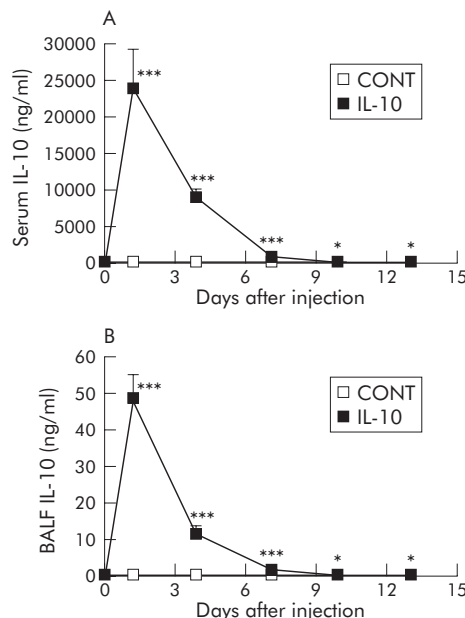 A
30000
25000
20000
15000
10000
5000
0
Serum IL-10 (ng/ml)
***
***
***
*
*
CONT
IL-10
0 3 6 9 12 15
Days after injection
B
60
50
40
30
20
10
0
BALF IL-10 (ng/ml)
***
***
***
*
*
CONT
IL-10
0 3 6 9 12 15
Days after injection